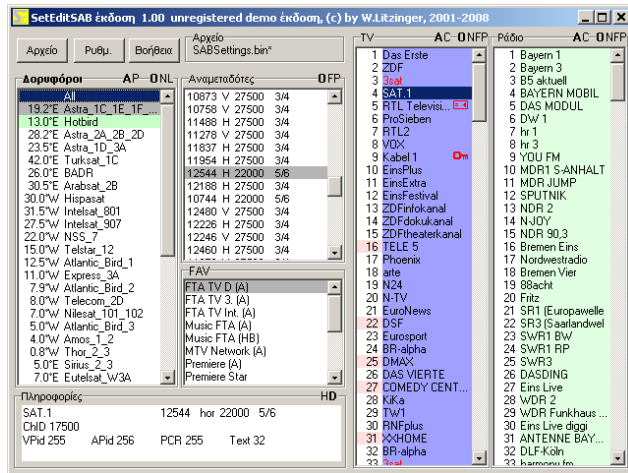 SetEditSAB έκδοση 1.00 unregistered demo έκδοση, (c) by W.Litzinger, 2001-2008
Αρχείο
Ρυθμ.
Βοήθεια
Αρχείο
SABSettings.bin*
Δορυφόροι AP-ONL-
All
19.2°E Astra_1C_1E_1F_...
13.0°E Hotbird
28.2°E Astra_2A_2B_2D
23.5°E Astra_1D_3A
42.0°E Turksat_1C
26.0°E BADR
30.5°E Arabsat_2B
30.0°W Hispasat
31.5°W Intelsat_801
27.5°W Intelsat_907
22.0°W NSS_7
15.0°W Telstar_12
12.5°W Atlantic_Bird_1
11.0°W Express_3A
7.9°W Atlantic_Bird_2
8.0°W Telecom_2D
7.0°W Nilesat_101_102
5.0°W Atlantic_Bird_3
4.0°W Amos_1_2
0.8°W Thor_2_3
5.0°E Sirius_2_3
7.0°E Eutelsat_W3A
Αναμεταδότες OFP
10873 V 27500 3/4
10758 V 27500 3/4
11488 H 27500 3/4
11278 V 27500 3/4
11837 H 27500 3/4
11954 H 27500 3/4
12544 H 22000 5/6
12188 H 27500 3/4
10744 H 22000 5/6
12480 V 27500 3/4
12226 H 27500 3/4
12246 V 27500 3/4
12460 H 27500 3/4
FAV
FTA TV D (A)
FTA TV 3. (A)
FTA TV Int. (A)
Music FTA (A)
Music FTA (HB)
MTV Network (A)
Premiere (A)
Premiere Star
Πληροφορίες HD-
SAT.1 12544 hor 22000 5/6
ChID 17500
VPid 255 APid 256 PCR 255 Text 32
TV AC-ONFP
1 Das Erste
2 ZDF
3 3sat
4 SAT.1
5 RTL Televisi...
6 ProSieben
7 RTL2
8 VOX
9 Kabel 1
10 EinsPlus
11 EinsExtra
12 EinsFestival
13 ZDFinfokanal
14 ZDFdokukanal
15 ZDFtheaterkanal
16 TELE 5
17 Phoenix
18 arte
19 N24
20 N-TV
21 EuroNews
22 DSF
23 Eurosport
24 BR-alpha
25 DMAX
26 DAS VIERTE
27 COMEDY CENT...
28 KiKa
29 TW1
30 RNFplus
31 XXHOME
32 BR-alpha
33 3sat
Ράδιο AC-ONFP
1 Bayern 1
2 Bayern 3
3 B5 aktuell
4 BAYERN MOBIL
5 DAS MODUL
6 DW 1
7 hr 1
8 hr 3
9 YOU FM
10 MDR1 S-ANHALT
11 MDR JUMP
12 SPUTNIK
13 NDR 2
14 N-JOY
15 NDR 90,3
16 Bremen Eins
17 Nordwestradio
18 Bremen Vier
19 88acht
20 Fritz
21 SR1 (Europawelle
22 SR3 (Saarlandwel
23 SWR1 BW
24 SWR1 RP
25 SWR3
26 DASDING
27 Eins Live
28 WDR 2
29 WDR Funkhaus ...
30 Eins Live diggi
31 ANTENNE BAY...
32 DLF-Köln
33 harmony.fm